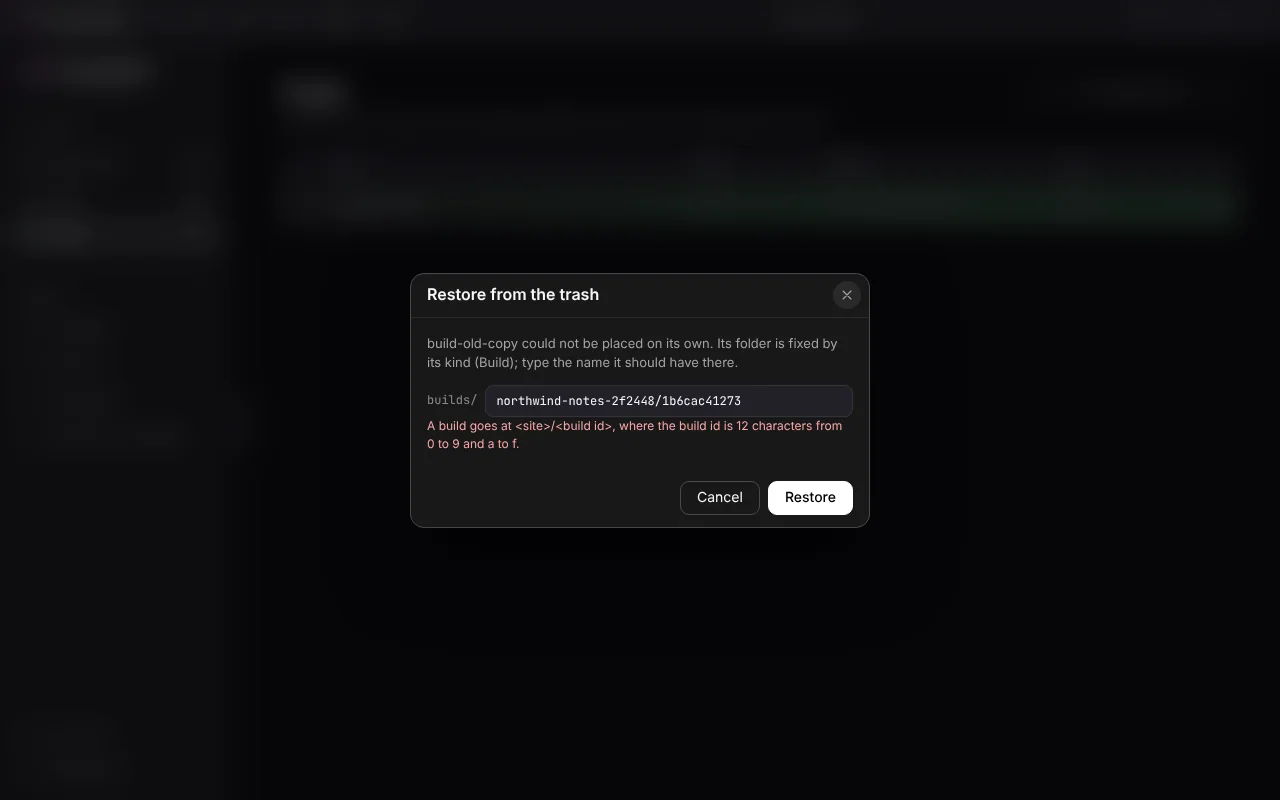 Restore from the trash
build-old-copy could not be placed on its own. Its folder is fixed by
its kind (Build); type the name it should have there.
builds/ northwind-notes-2f2448/1b6cac41273
A build goes at <site>/<build id>, where the build id is 12 characters from
0 to 9 and a to f.
Cancel Restore